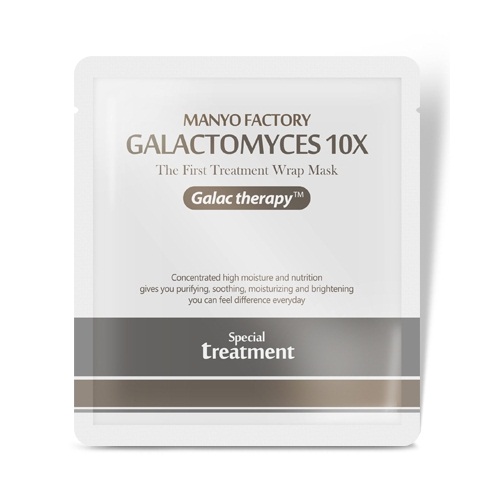 MANYO FACTORY
GALACTOMYCES 10X
The First Treatment Wrap Mask
Galac therapy™
Concentrated high moisture and nutrition
gives you purifying, soothing, moisturizing and brightening
you can feel difference everyday
Special
treatment